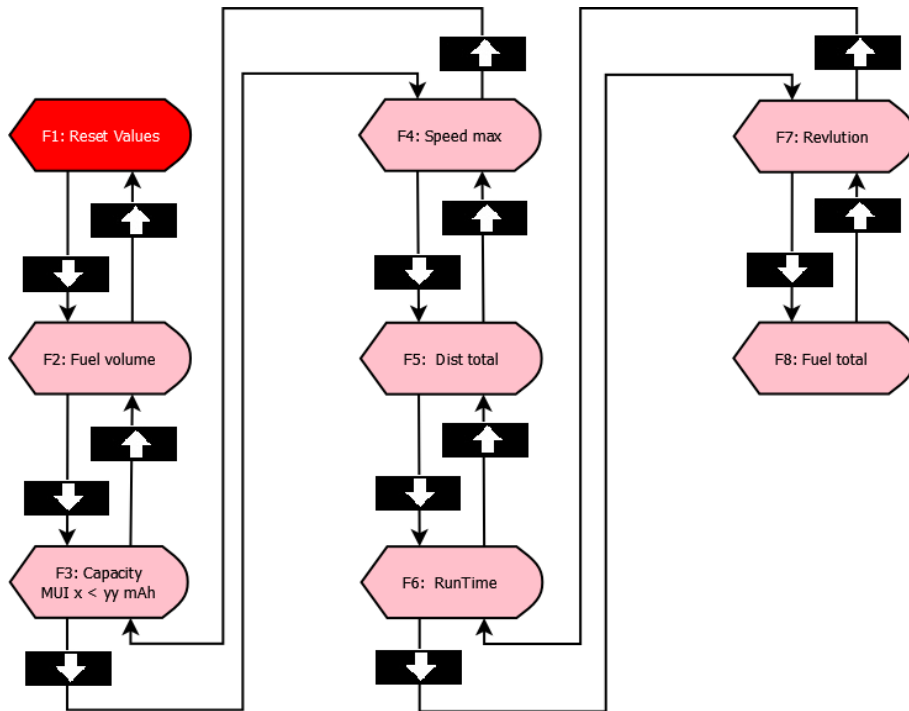 F1: Reset Values
F2: Fuel volume
F3: Capacity
MUI x < yy mAh
F4: Speed max
F5: Dist total
F6: RunTime
F7: Revlution
F8: Fuel total